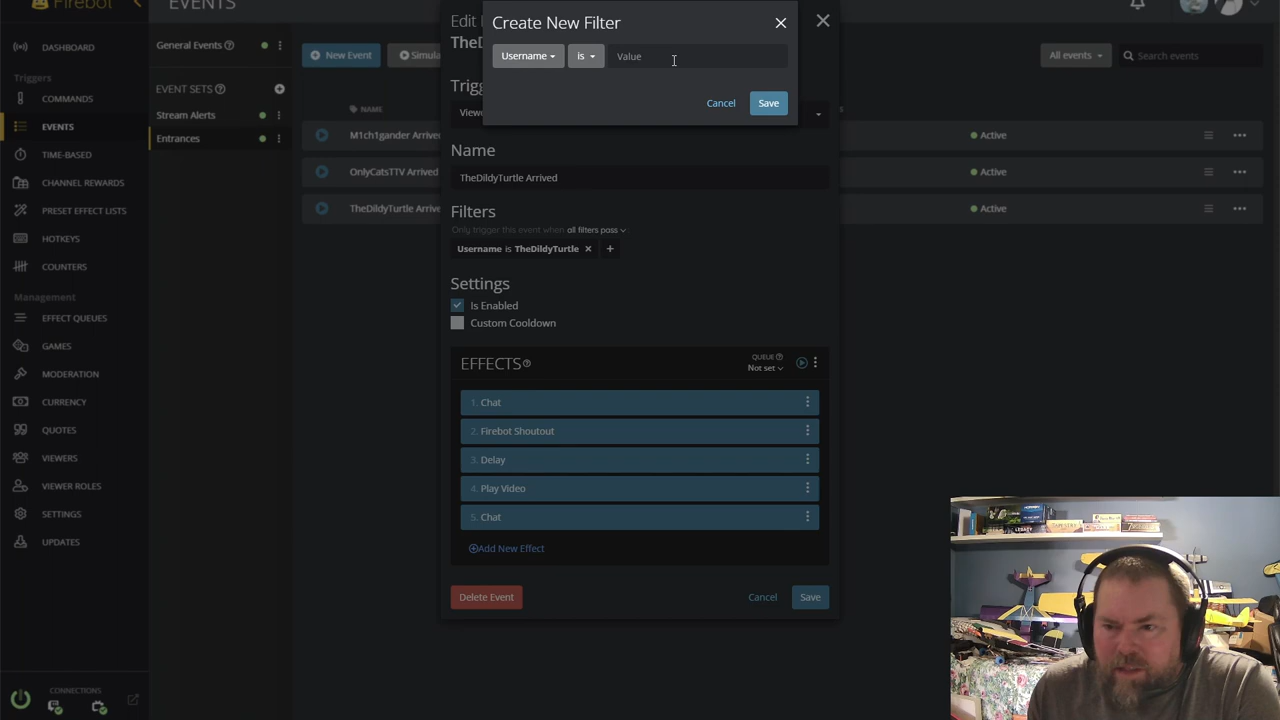 Firebot
EVENTS
DASHBOARD
Triggers
COMMANDS
EVENTS
TIME-BASED
CHANNEL REWARDS
PRESET EFFECT LISTS
HOTKEYS
COUNTERS
Management
EFFECT QUEUES
GAMES
MODERATION
CURRENCY
QUOTES
VIEWERS
VIEWER ROLES
SETTINGS
UPDATES
CONNECTIONS
General Events
EVENT SETS
Stream Alerts
Entrances
New Event
All events
Search events
NAME
M1ch1gander Arrived
Active
OnlyCatsTTV Arrived
Active
TheDildyTurtle
Active
Create New Filter
Username
is
Value
Cancel
Save
Edit
Name
TheDildyTurtle Arrived
Filters
Only trigger this event when all filters pass
Username is TheDildyTurtle
Settings
Is Enabled
Custom Cooldown
EFFECTS
QUEUE
Not set
1. Chat
2. Firebot Shoutout
3. Delay
4. Play Video
5. Chat
Add New Effect
Delete Event
Cancel
Save